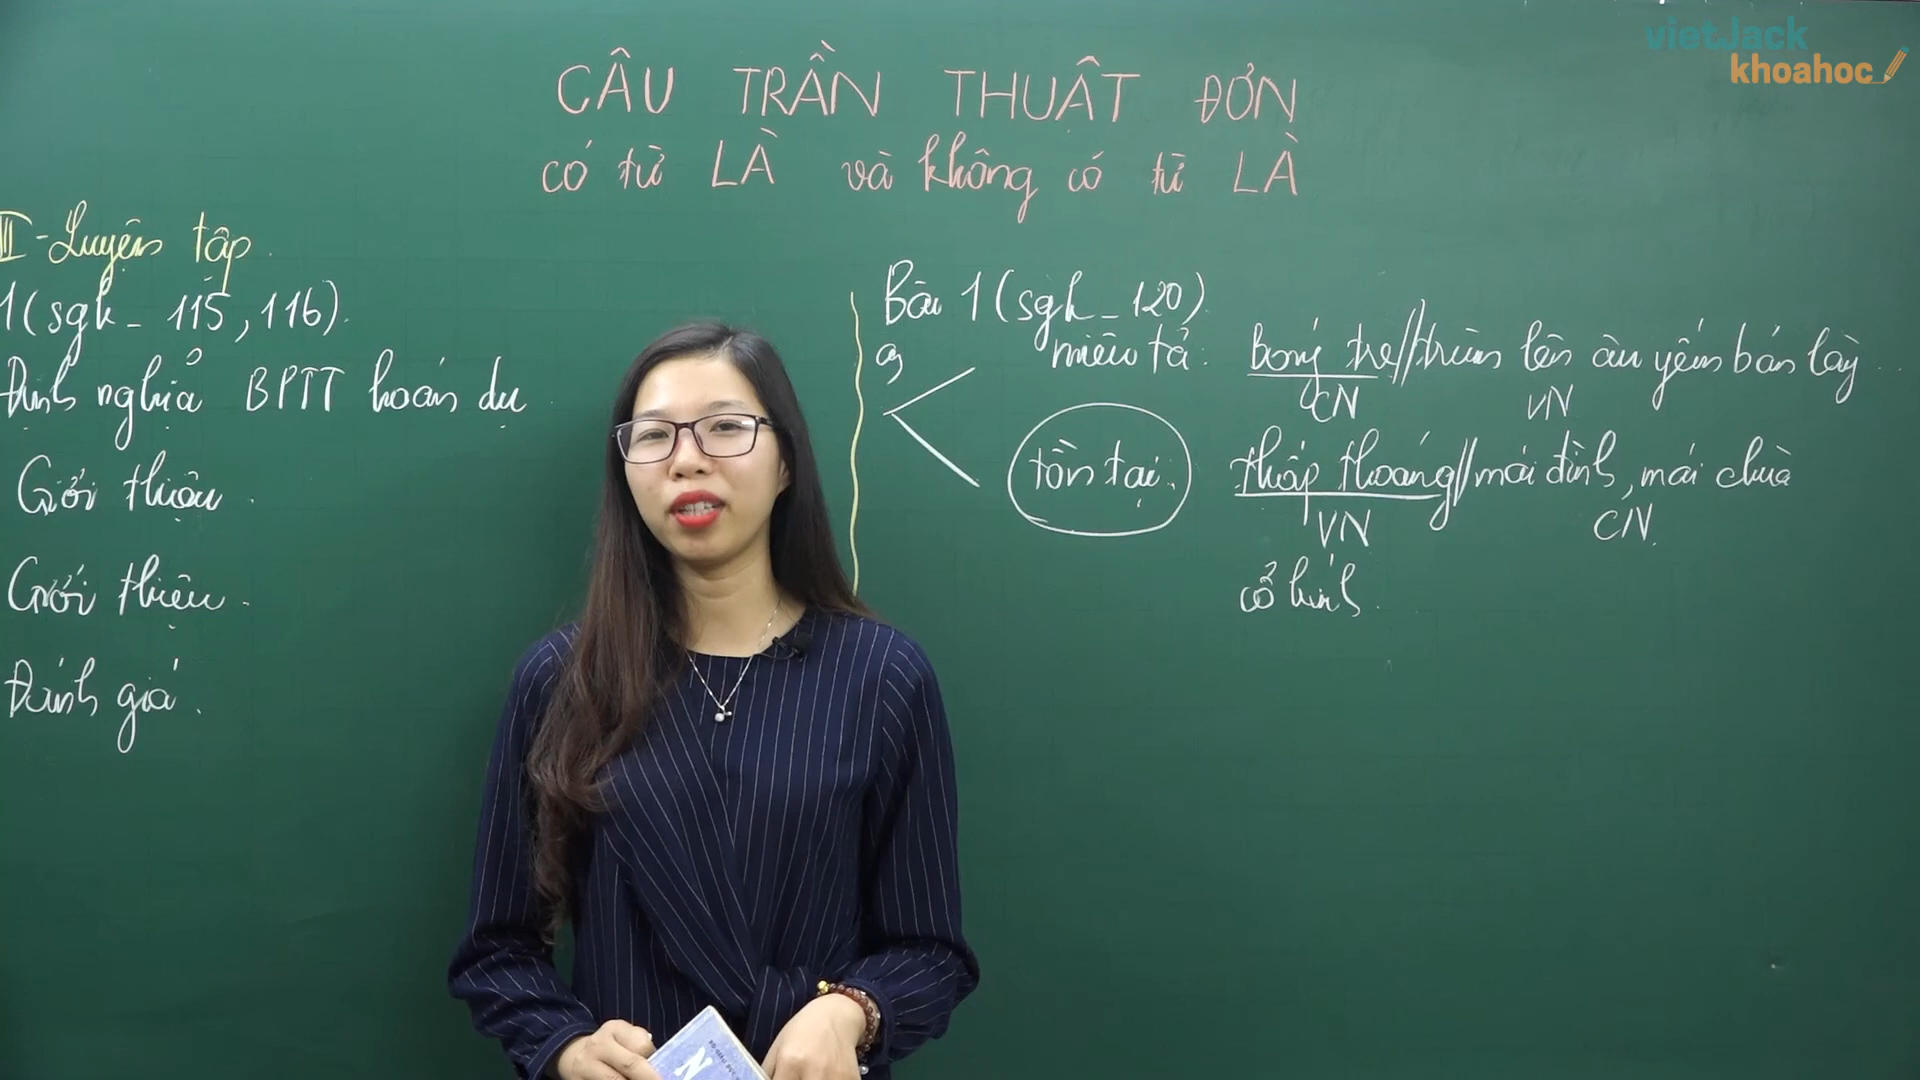 vietJack
khoahoc
CÂU TRẦN THUẬT ĐƠN
có từ LÀ và không có từ LÀ
III - Luyện tập.
1 (sgk - 115, 116).
Định nghĩa BPTT hoán dụ.
Giới thiệu.
Giới thiệu.
Đánh giá.
Bài 1 (sgk - 120).
a)
miêu tả: bóng tre // trùm lên âu yếm bản làng.
CN VN
tồn tại: thấp thoáng // mái đình, mái chùa
VN CN.
cổ kính.
N